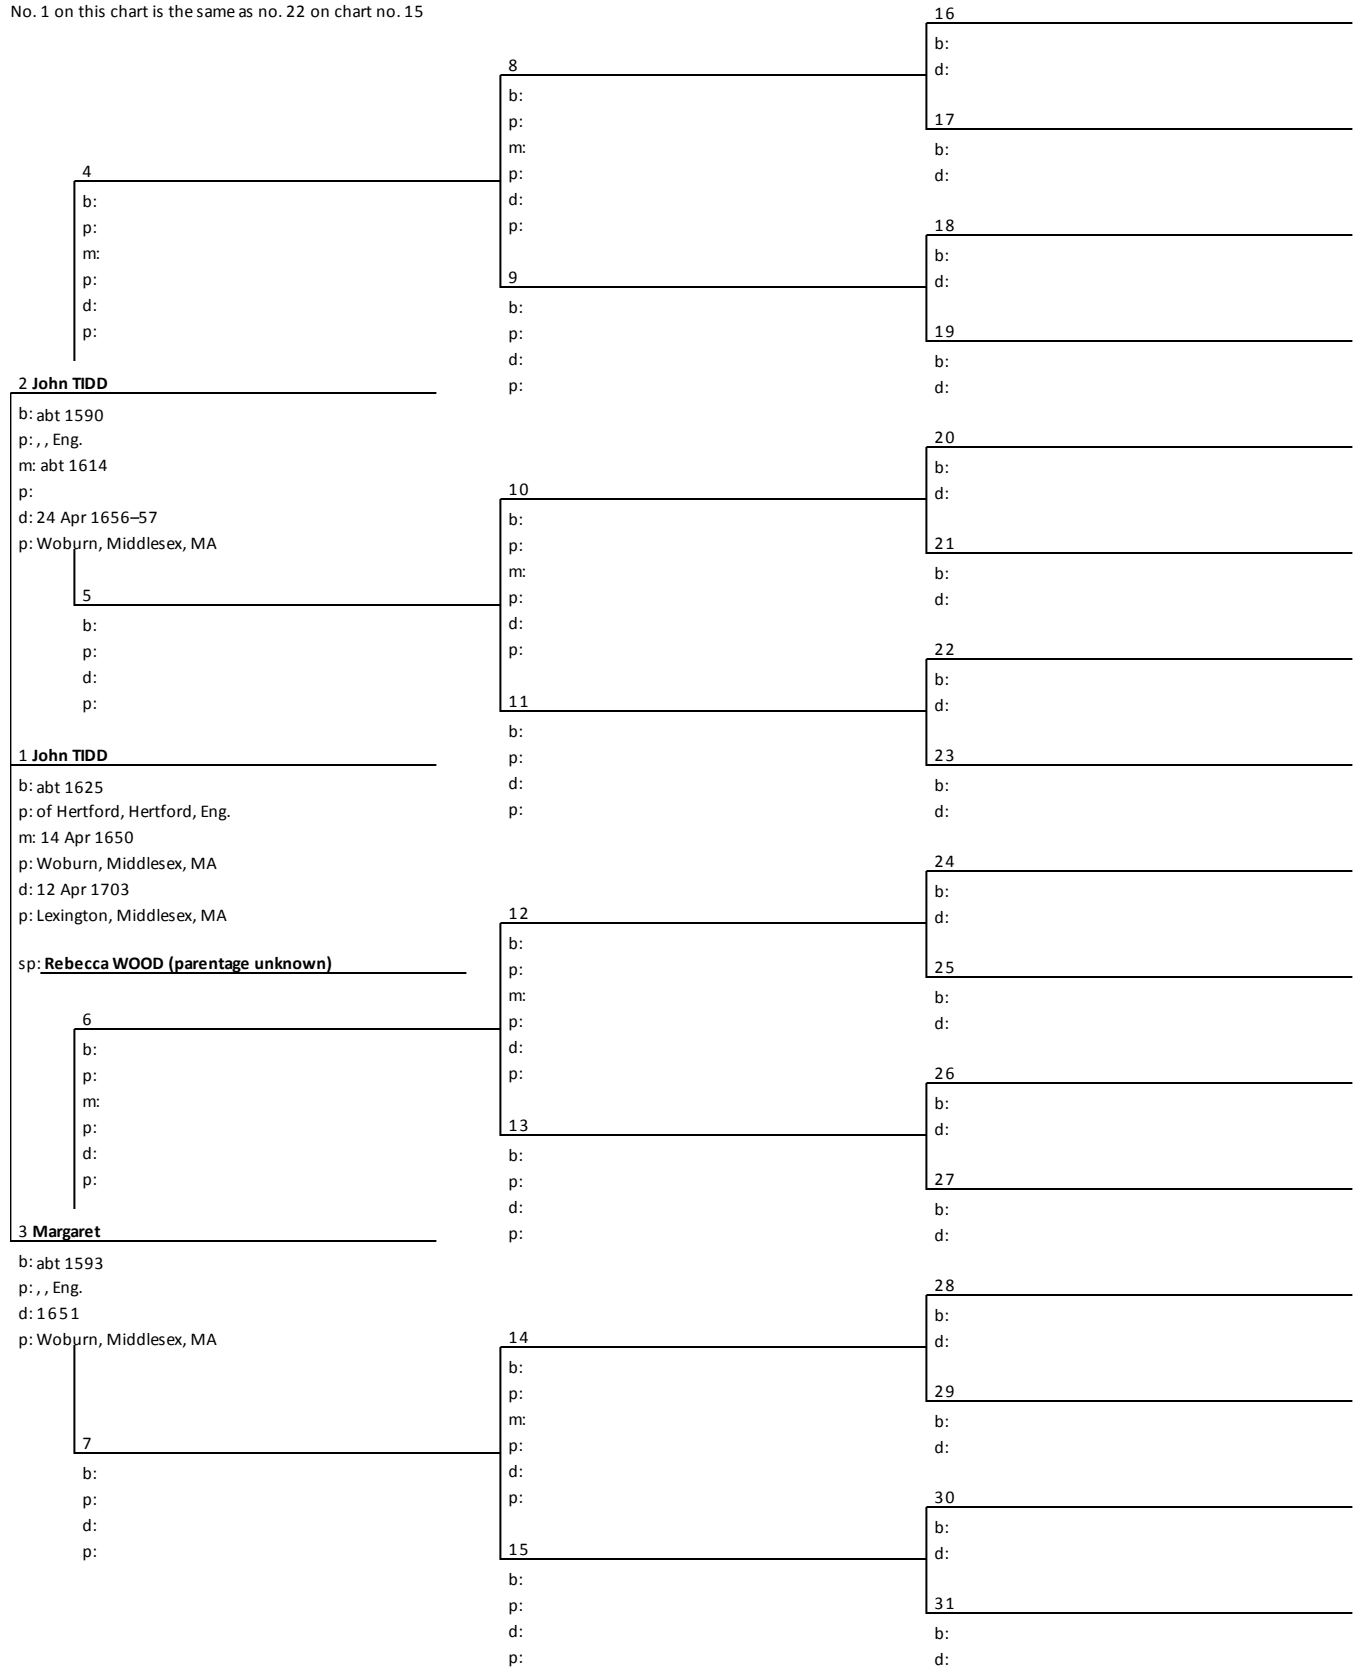 No. 1 on this chart is the same as no. 22 on chart no. 15
4
b:
p:
m:
p:
d:
p:
2 John TIDD
b: abt 1590
p: , , Eng.
m: abt 1614
p:
d: 24 Apr 1656–57
p: Woburn, Middlesex, MA
5
b:
p:
d:
p:
1 John TIDD
b: abt 1625
p: of Hertford, Hertford, Eng.
m: 14 Apr 1650
p: Woburn, Middlesex, MA
d: 12 Apr 1703
p: Lexington, Middlesex, MA
sp: Rebecca WOOD (parentage unknown)
6
b:
p:
m:
p:
d:
p:
3 Margaret
b: abt 1593
p: , , Eng.
d: 1651
p: Woburn, Middlesex, MA
7
b:
p:
d:
p:
8
b:
p:
m:
p:
d:
p:
9
b:
p:
d:
p:
10
b:
p:
m:
p:
d:
p:
11
b:
p:
d:
p:
12
b:
p:
m:
p:
d:
p:
13
b:
p:
d:
p:
14
b:
p:
m:
p:
d:
p:
15
b:
p:
d:
p:
16
b:
d:
17
b:
d:
18
b:
d:
19
b:
d:
20
b:
d:
21
b:
d:
22
b:
d:
23
b:
d:
24
b:
d:
25
b:
d:
26
b:
d:
27
b:
d:
28
b:
d:
29
b:
d:
30
b:
d:
31
b:
d: